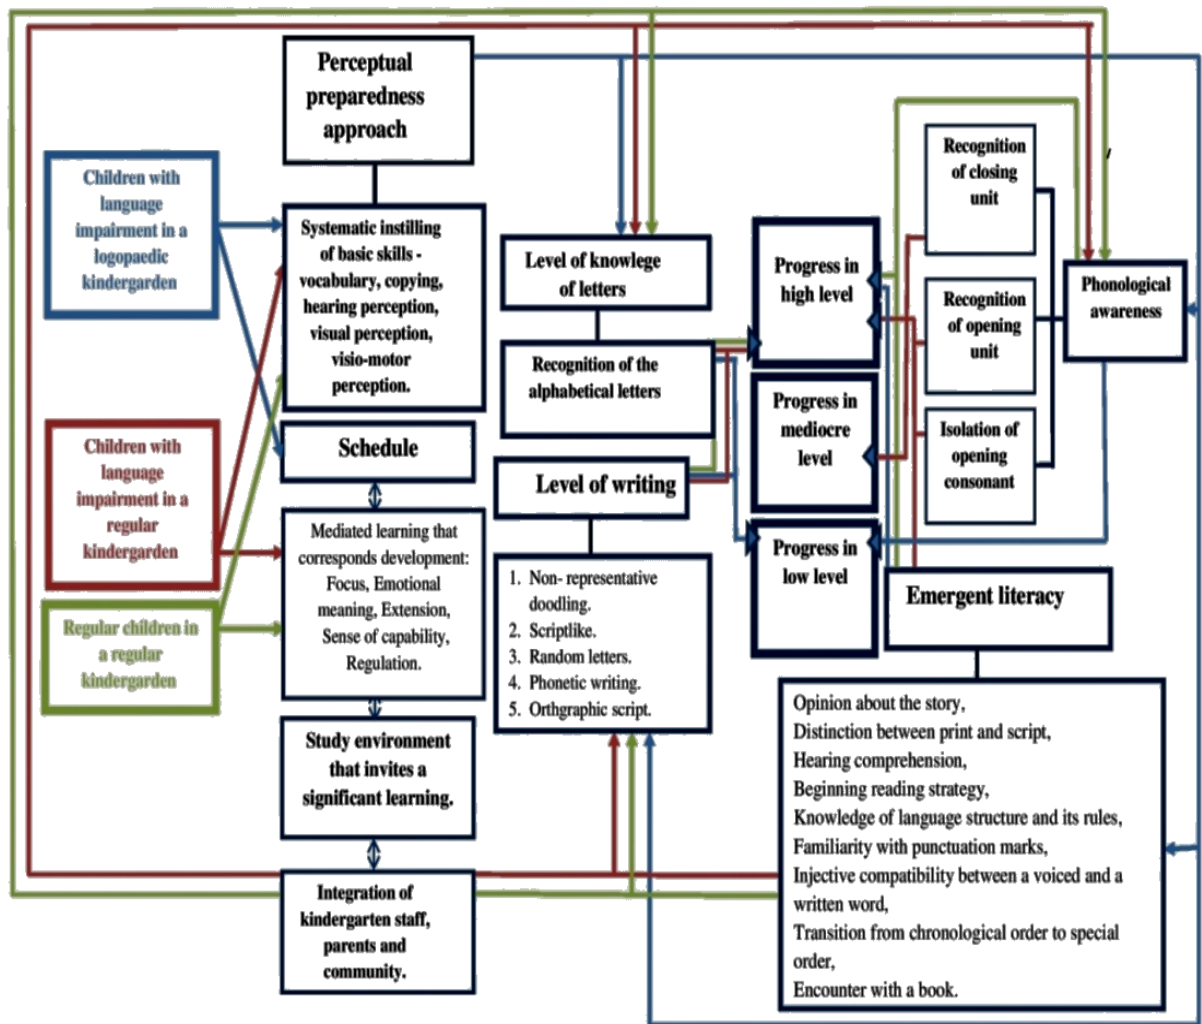 Perceptual
preparedness
approach
Children with
language
impairment in a
logopaedic
kindergarden
Systematic instilling
of basic skills -
vocabulary, copying,
hearing perception,
visual perception,
visio-motor
perception.
Children with
language
impairment in a
regular
kindergarden
Schedule
Mediated learning that
corresponds development:
Focus, Emotional
meaning, Extension,
Sense of capability,
Regulation.
Regular children in
a regular
kindergarden
Study environment
that invites a
significant learning.
Integration of
kindergarten staff,
parents and
community.
Level of knowlege
of letters
Recognition of the
alphabetical letters
Level of writing
1. Non- representative
doodling.
2. Scriptlike.
3. Random letters.
4. Phonetic writing.
5. Orthgraphic script.
Progress in
high level
Progress in
mediocre
level
Progress in
low level
Recognition
of closing
unit
Recognition
of opening
unit
Isolation of
opening
consonant
Phonological
awareness
Emergent literacy
Opinion about the story,
Distinction between print and script,
Hearing comprehension,
Beginning reading strategy,
Knowledge of language structure and its rules,
Familiarity with punctuation marks,
Injective compatibility between a voiced and a
written word,
Transition from chronological order to special
order,
Encounter with a book.